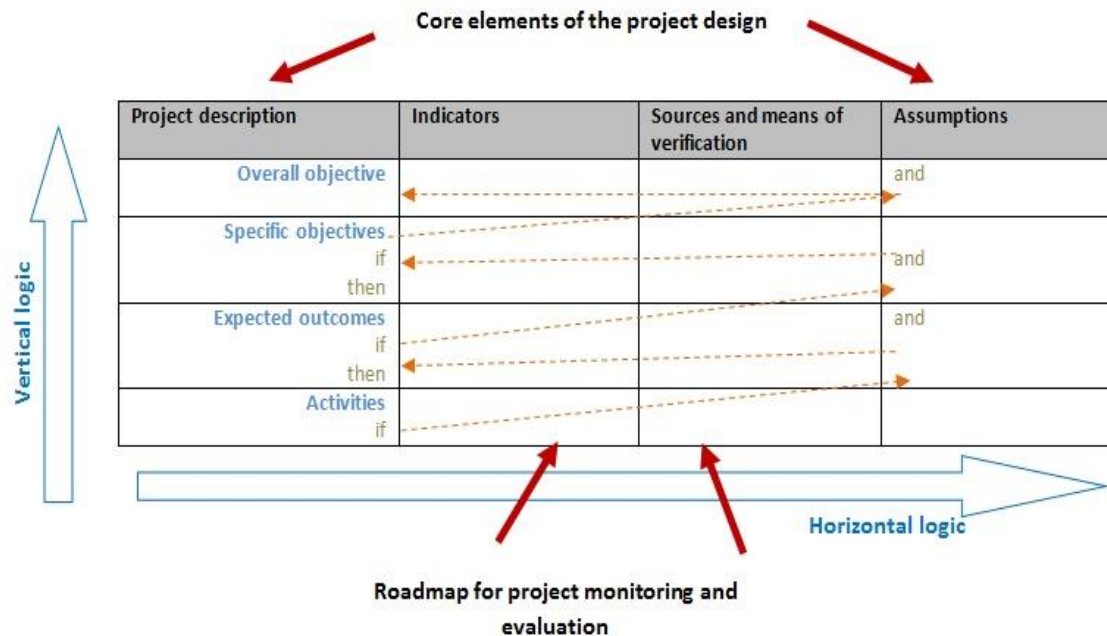 Core elements of the project design
Project description
Indicators
Sources and means of
verification
Assumptions
Overall objective
and
Specific objectives
if
and
then
Expected outcomes
and
if
then
Activities
if
Vertical logic
Horizontal logic
Roadmap for project monitoring and
evaluation